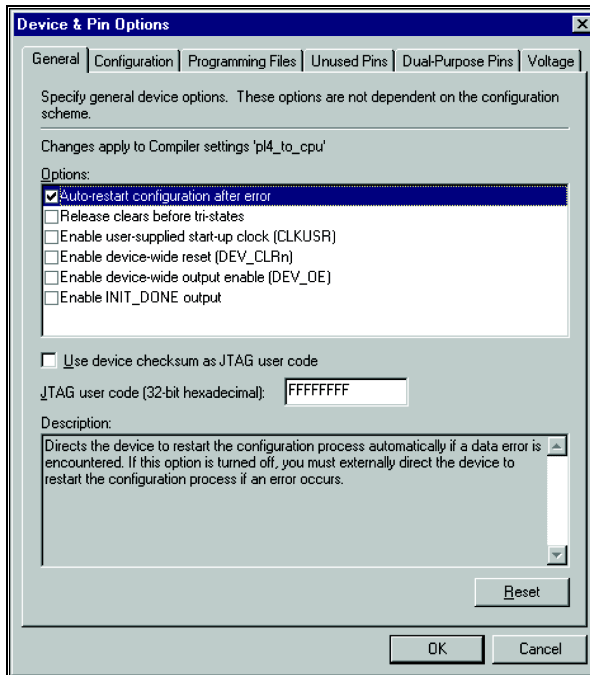 Device & Pin Options
General Configuration Programming Files Unused Pins Dual-Purpose Pins Voltage
Specify general device options. These options are not dependent on the configuration
scheme.
Changes apply to Compiler settings 'pl4_to_cpu'
Options:
Auto-restart configuration after error
Release clears before tri-states
Enable user-supplied start-up clock (CLKUSR)
Enable device-wide reset (DEV_CLRn)
Enable device-wide output enable (DEV_OE)
Enable INIT_DONE output
Use device checksum as JTAG user code
JTAG user code (32-bit hexadecimal): FFFFFFFF
Description:
Directs the device to restart the configuration process automatically if a data error is
encountered. If this option is turned off, you must externally direct the device to
restart the configuration process if an error occurs.
Reset
OK Cancel